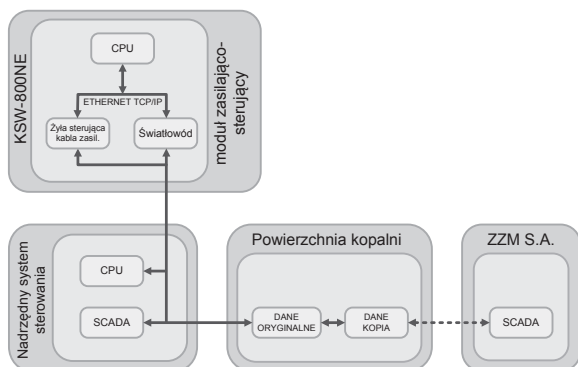 KSW-800NE
CPU
ETHERNET TCP/IP
Żyła sterująca
kabla zasil.
Światłowód
moduł zasilająco-
sterujący
Nadrzędny system
sterowania
CPU
SCADA
Powierzchnia kopalni
DANE
ORYGINALNE
DANE
KOPIA
ZZM S.A.
SCADA